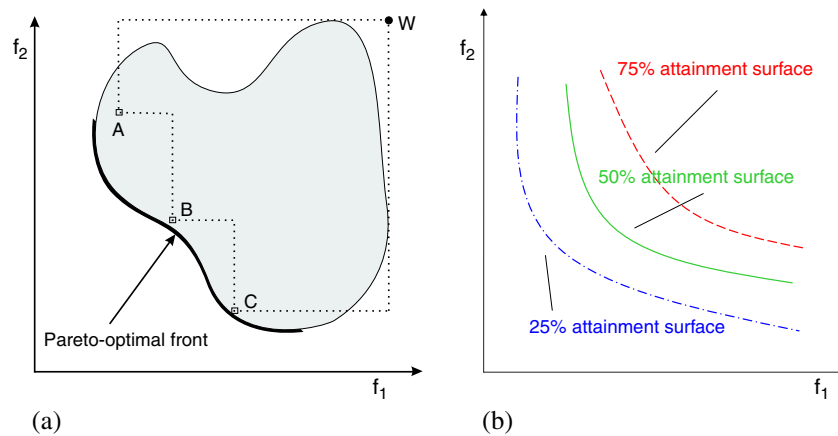 f2
W
A
B
C
Pareto-optimal front
f1
(a)
f2
75% attainment surface
50% attainment surface
25% attainment surface
f1
(b)